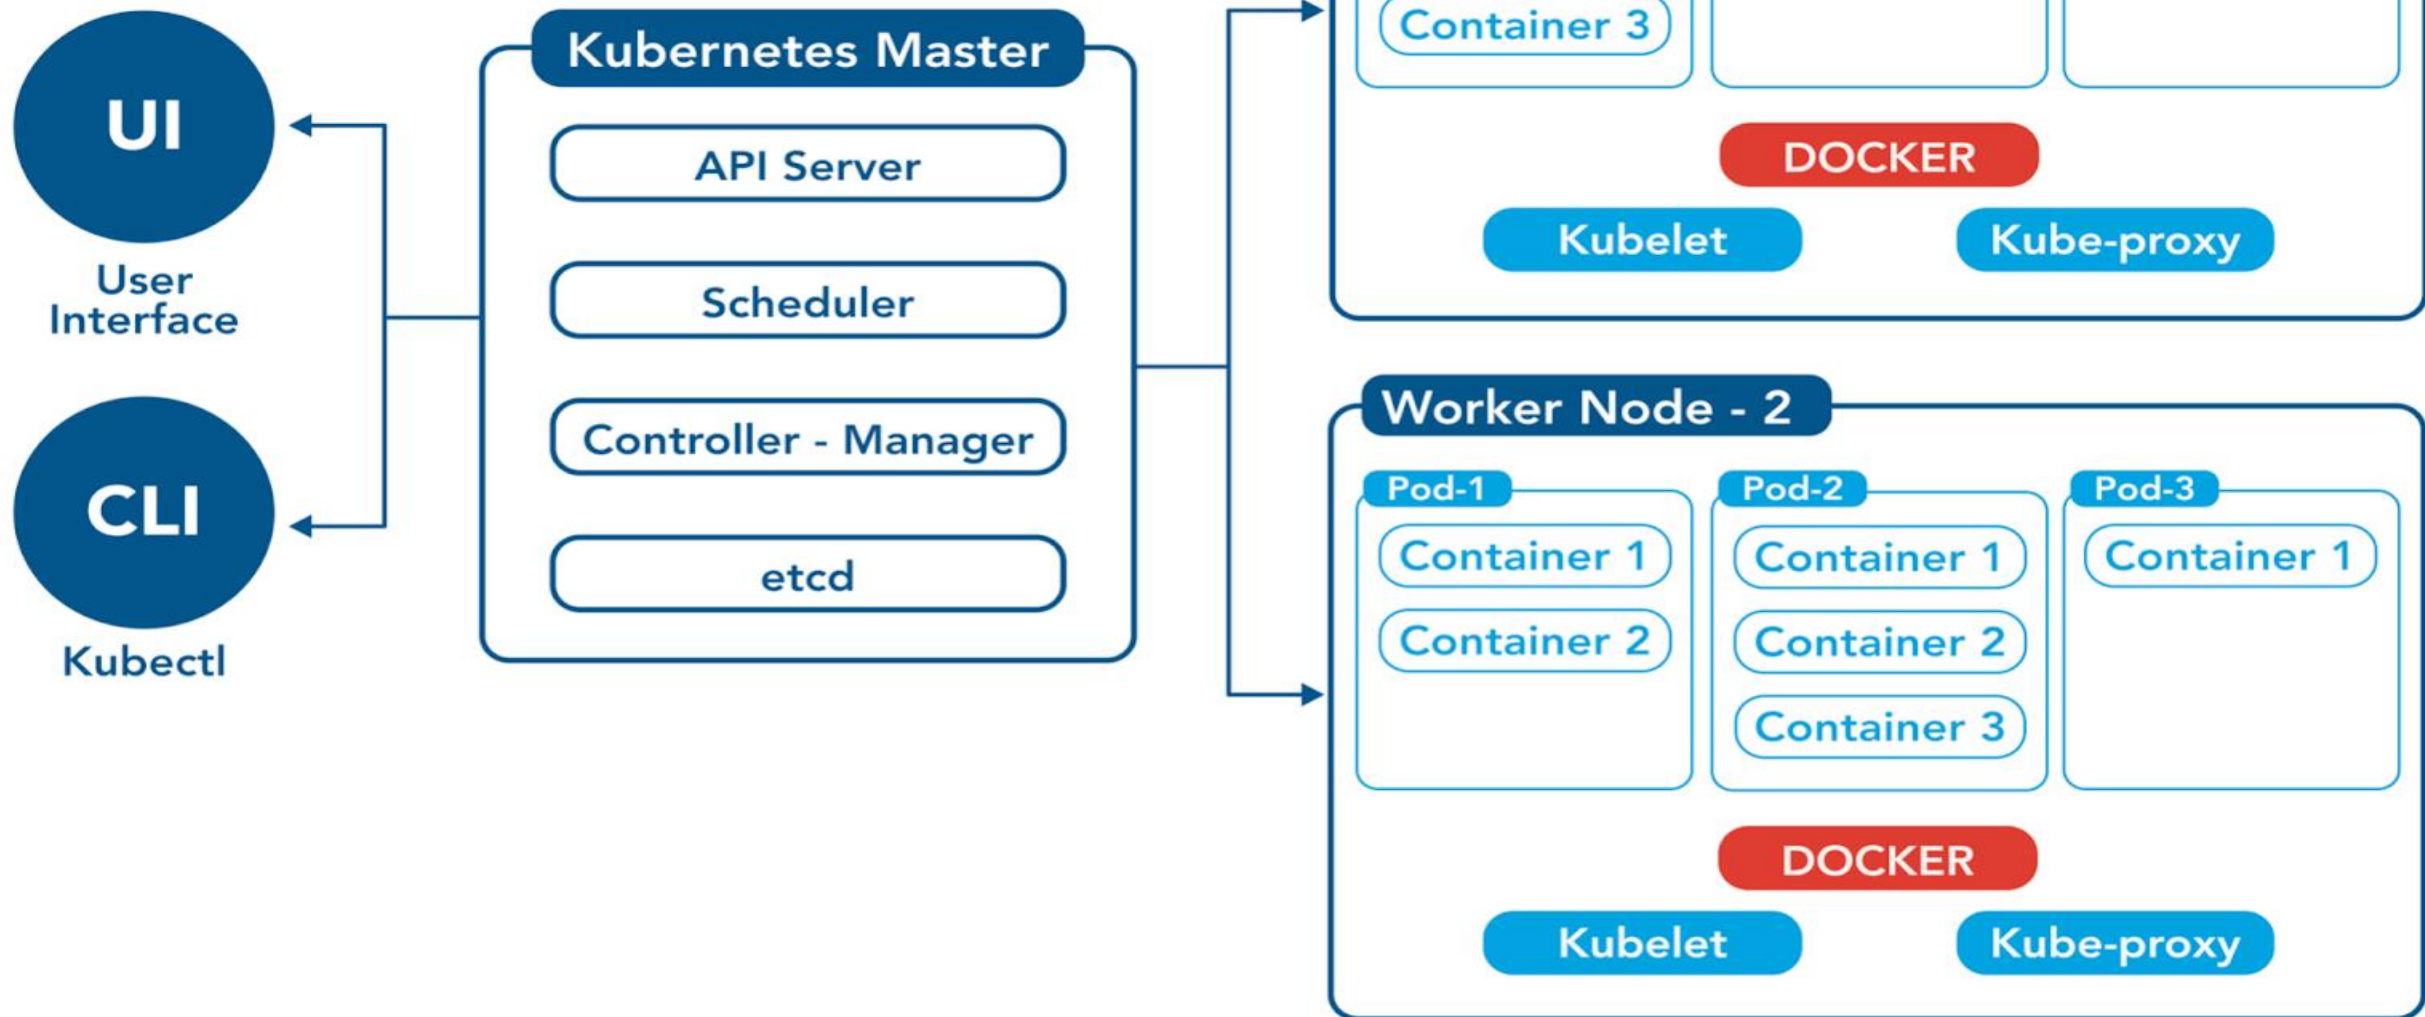 UI
User
Interface
CLI
Kubectl
Kubernetes Master
API Server
Scheduler
Controller - Manager
etcd
Container 3
DOCKER
Kubelet
Kube-proxy
Worker Node - 2
Pod-1
Container 1
Container 2
Pod-2
Container 1
Container 2
Container 3
Pod-3
Container 1
DOCKER
Kubelet
Kube-proxy